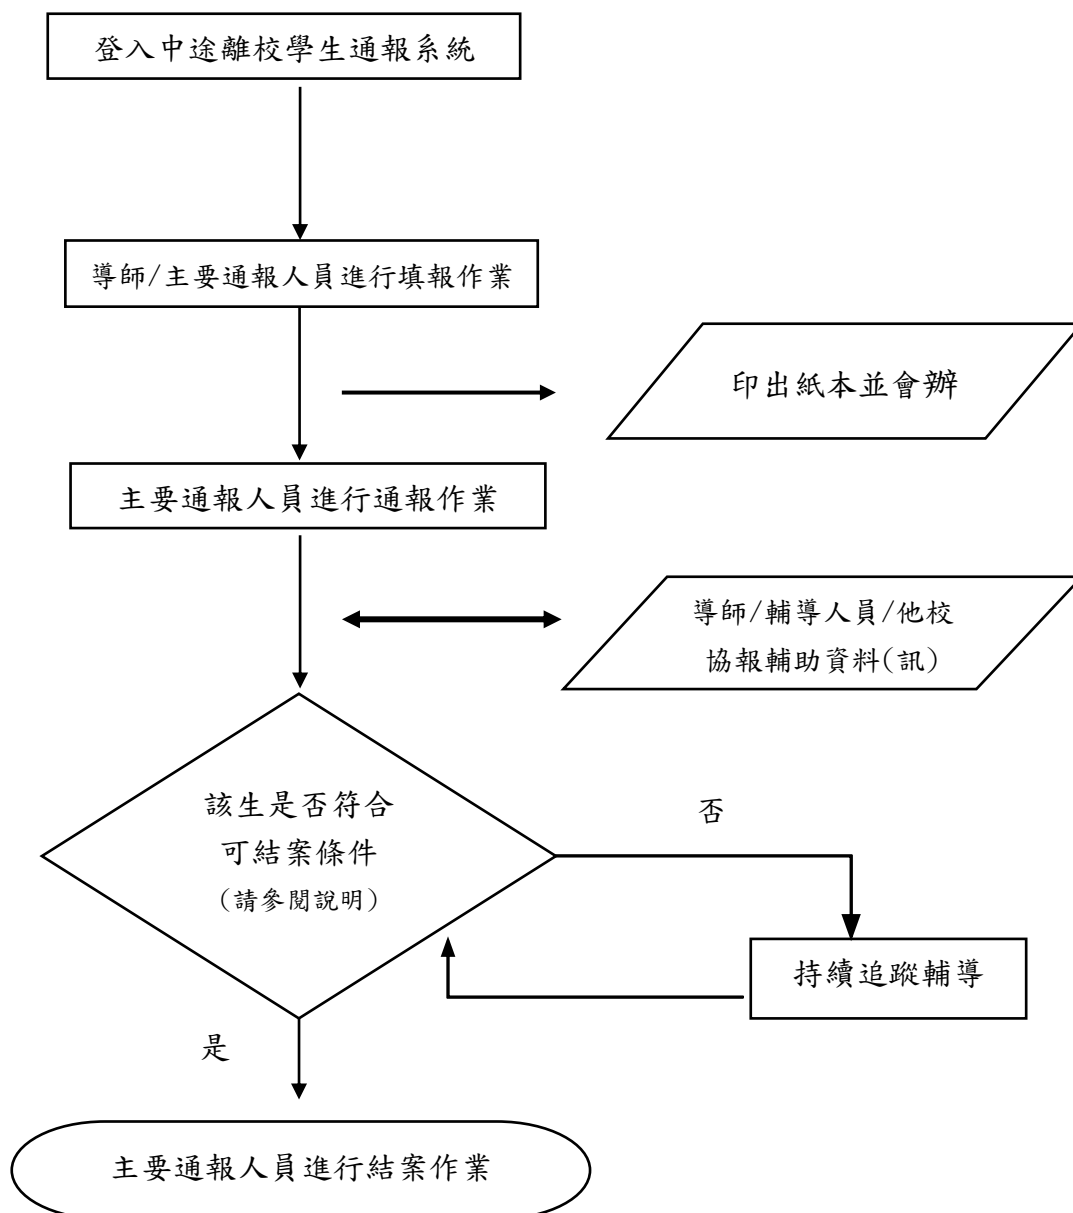 登入中途離校學生通報系統
導師/主要通報人員進行填報作業
印出紙本並會辦
主要通報人員進行通報作業
導師/輔導人員/他校
協報輔助資料(訊)
該生是否符合
可結案條件
(請參閱說明)
否
持續追蹤輔導
是
主要通報人員進行結案作業